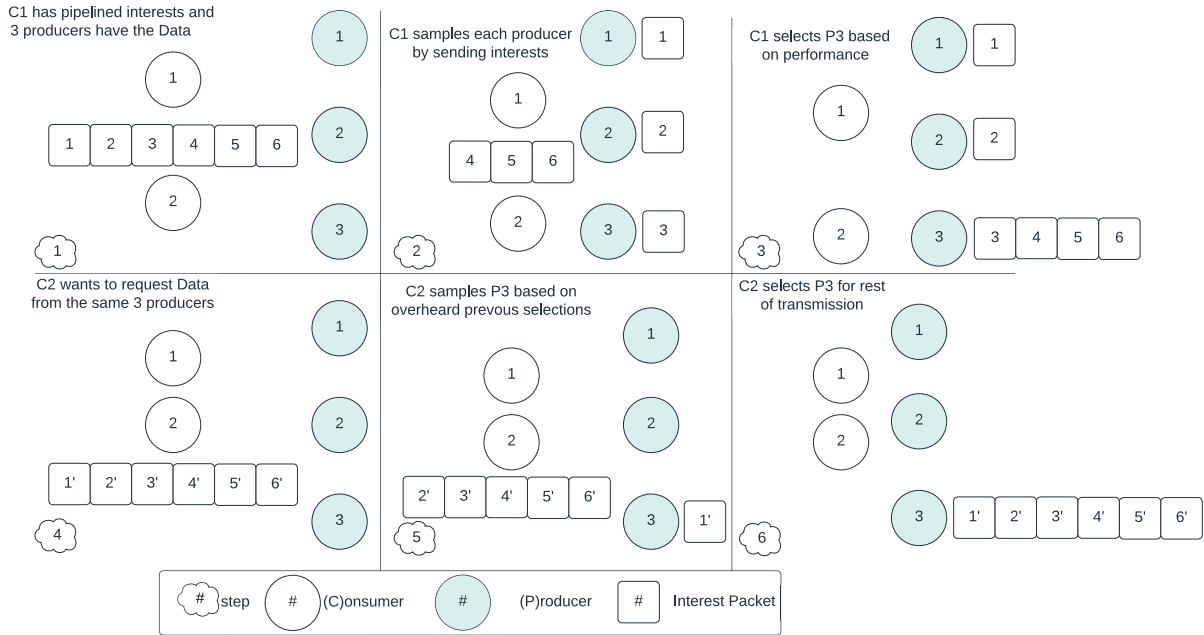 C1 has pipelined interests and
3 producers have the Data
1
1
1 2 3 4 5 6
2
2
3
1
C1 samples each producer
by sending interests
1 1
1
2 2
4 5 6
2
3 3
2
C1 selects P3 based
on performance
1 1
1
2 2
2
3 3 4 5 6
3
C2 wants to request Data
from the same 3 producers
1
1
2
2
1' 2' 3' 4' 5' 6'
3
4
C2 samples P3 based on
overheard prevous selections
1
1
2
2
2' 3' 4' 5' 6'
3 1'
5
C2 selects P3 for rest
of transmission
1
1
2
2
3 1' 2' 3' 4' 5' 6'
6
# step # (C)onsumer # (P)roducer # Interest Packet